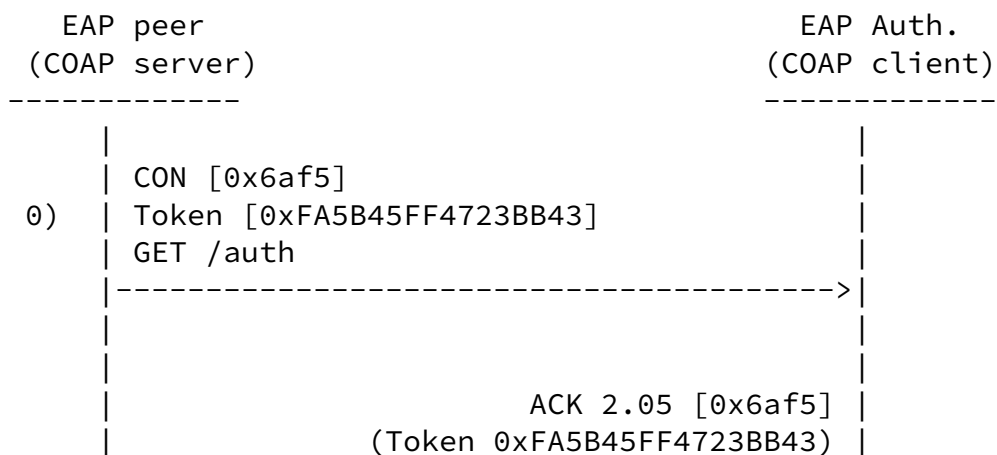 EAP peer                                 EAP Auth.
 (COAP server)                            (COAP client)
-------------                             -------------
     |                                         |
     | CON [0x6af5]                            |
 0)  | Token [0xFA5B45FF4723BB43]              |
     | GET /auth                               |
     |---------------------------------------->|
     |                                         |
     |                                         |
     |                       ACK 2.05 [0x6af5] |
     |              (Token 0xFA5B45FF4723BB43) |